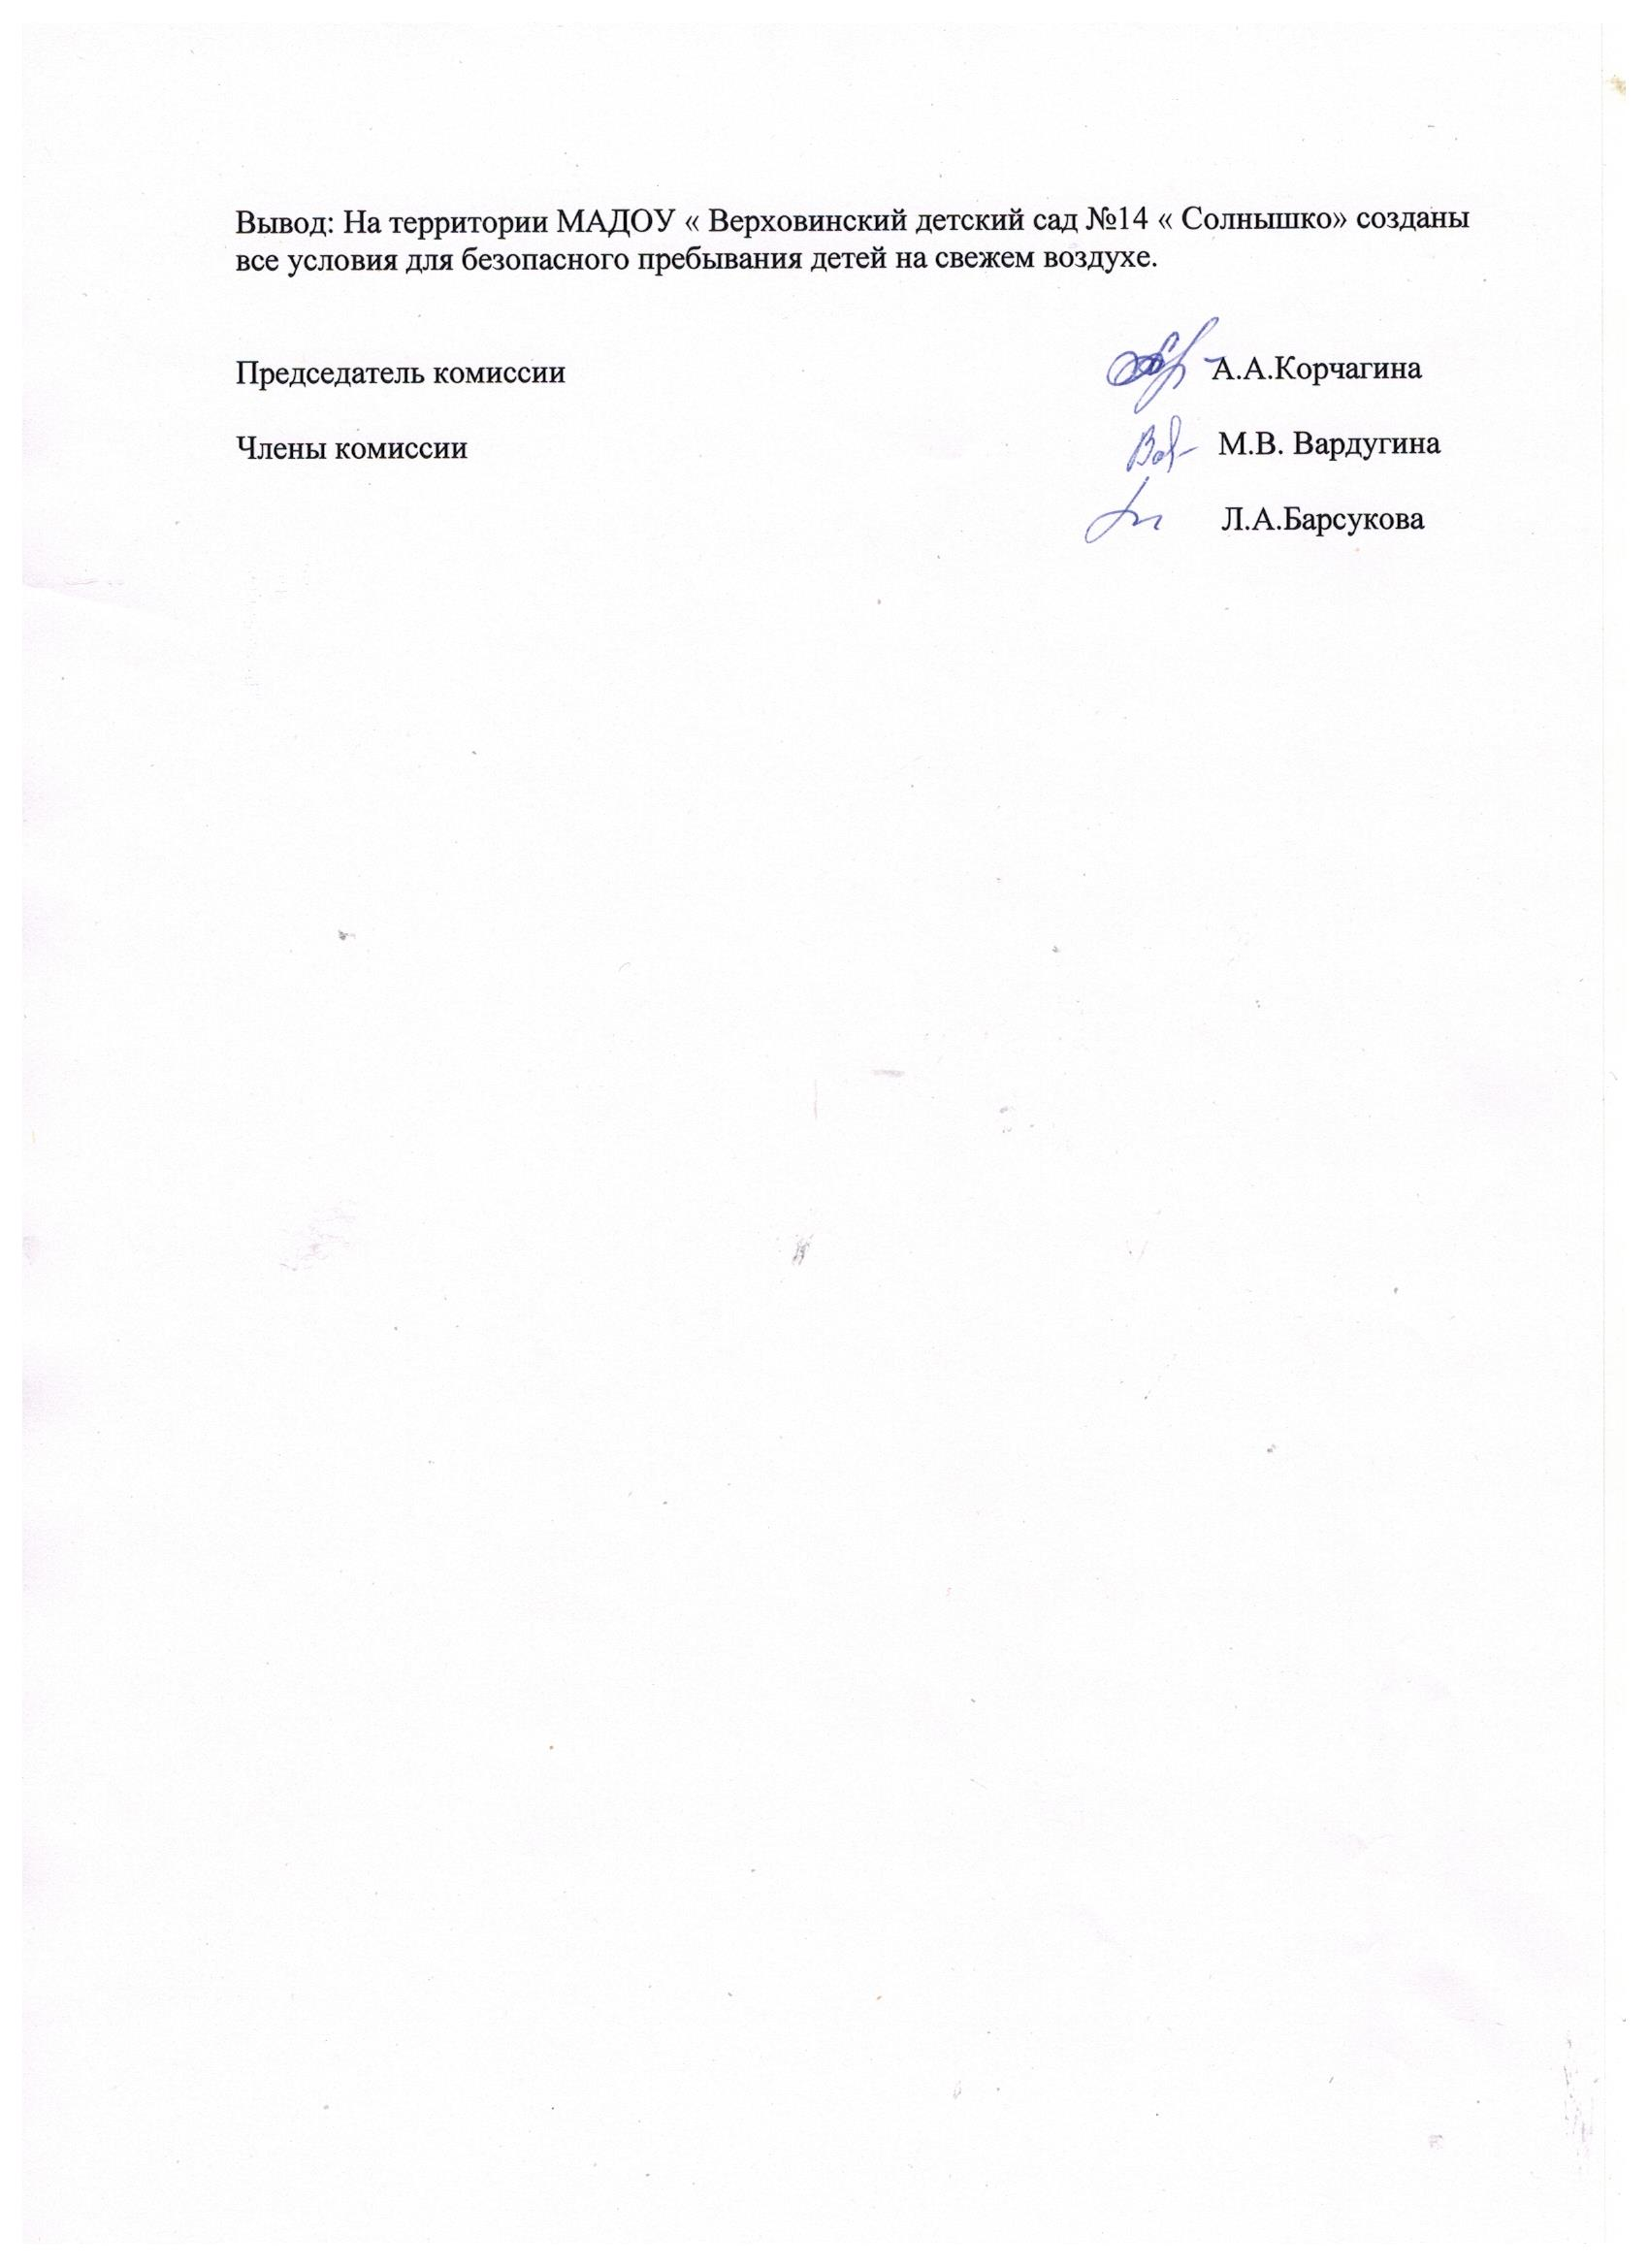 Вывод: На территории МАДОУ « Верховинский детский сад №14 « Солнышко» созданы
все условия для безопасного пребывания детей на свежем воздухе.
Председатель комиссии А.А.Корчагина
Члены комиссии М.В. Вардугина
Л.А.Барсукова